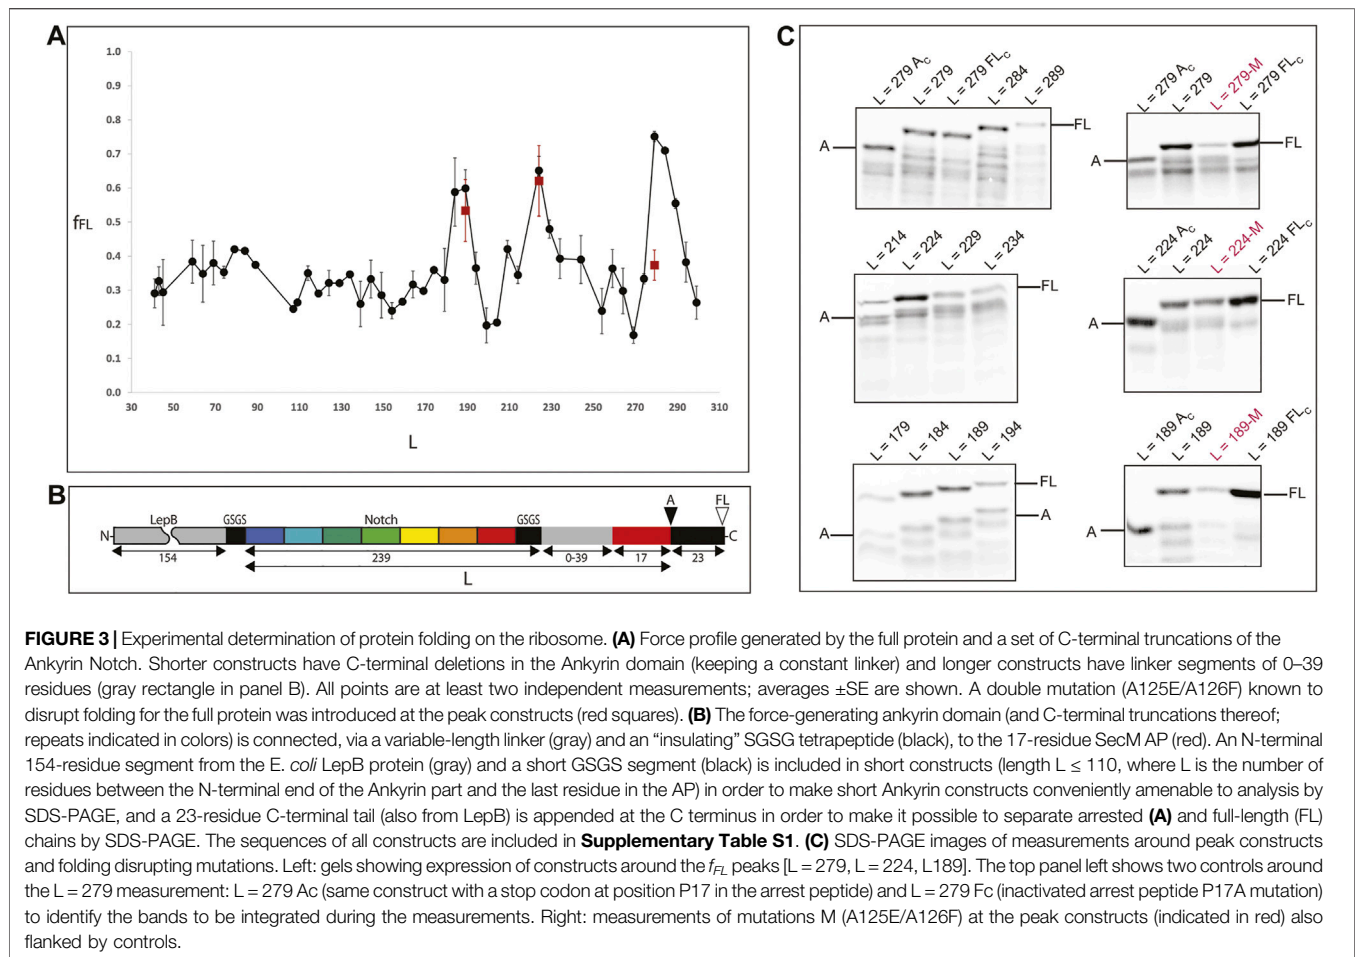 A
1.0
0.9
0.8
0.7
0.6
0.5
0.4
0.3
0.2
0.1
0.0
fFL
30 50 70 90 110 130 150 170 190 210 230 250 270 290 310
L
B
A FL
LepB GSGS Notch GSGS
N- -C
154 239 0-39 17 23
L
C
L = 279 Ac L = 279 L = 279 FLc L = 284 L = 289
FL
A
L = 279 Ac L = 279 L = 279-M L = 279 FLc
FL
A
L = 214 L = 224 L = 229 L = 234
FL
A
L = 224 Ac L = 224 L = 224-M L = 224 FLc
FL
A
L = 179 L = 184 L = 189 L = 194
FL
A
A
L = 189 Ac L = 189 L = 189-M L = 189 FLc
FL
A
FIGURE 3 | Experimental determination of protein folding on the ribosome. (A) Force profile generated by the full protein and a set of C-terminal truncations of the
Ankyrin Notch. Shorter constructs have C-terminal deletions in the Ankyrin domain (keeping a constant linker) and longer constructs have linker segments of 0–39
residues (gray rectangle in panel B). All points are at least two independent measurements; averages ±SE are shown. A double mutation (A125E/A126F) known to
disrupt folding for the full protein was introduced at the peak constructs (red squares). (B) The force-generating ankyrin domain (and C-terminal truncations thereof;
repeats indicated in colors) is connected, via a variable-length linker (gray) and an “insulating” SGSG tetrapeptide (black), to the 17-residue SecM AP (red). An N-terminal
154-residue segment from the E. coli LepB protein (gray) and a short GSGS segment (black) is included in short constructs (length L ≤ 110, where L is the number of
residues between the N-terminal end of the Ankyrin part and the last residue in the AP) in order to make short Ankyrin constructs conveniently amenable to analysis by
SDS-PAGE, and a 23-residue C-terminal tail (also from LepB) is appended at the C terminus in order to make it possible to separate arrested (A) and full-length (FL)
chains by SDS-PAGE. The sequences of all constructs are included in Supplementary Table S1. (C) SDS-PAGE images of measurements around peak constructs
and folding disrupting mutations. Left: gels showing expression of constructs around the fFL peaks [L = 279, L = 224, L189]. The top panel left shows two controls around
the L = 279 measurement: L = 279 Ac (same construct with a stop codon at position P17 in the arrest peptide) and L = 279 Fc (inactivated arrest peptide P17A mutation)
to identify the bands to be integrated during the measurements. Right: measurements of mutations M (A125E/A126F) at the peak constructs (indicated in red) also
flanked by controls.